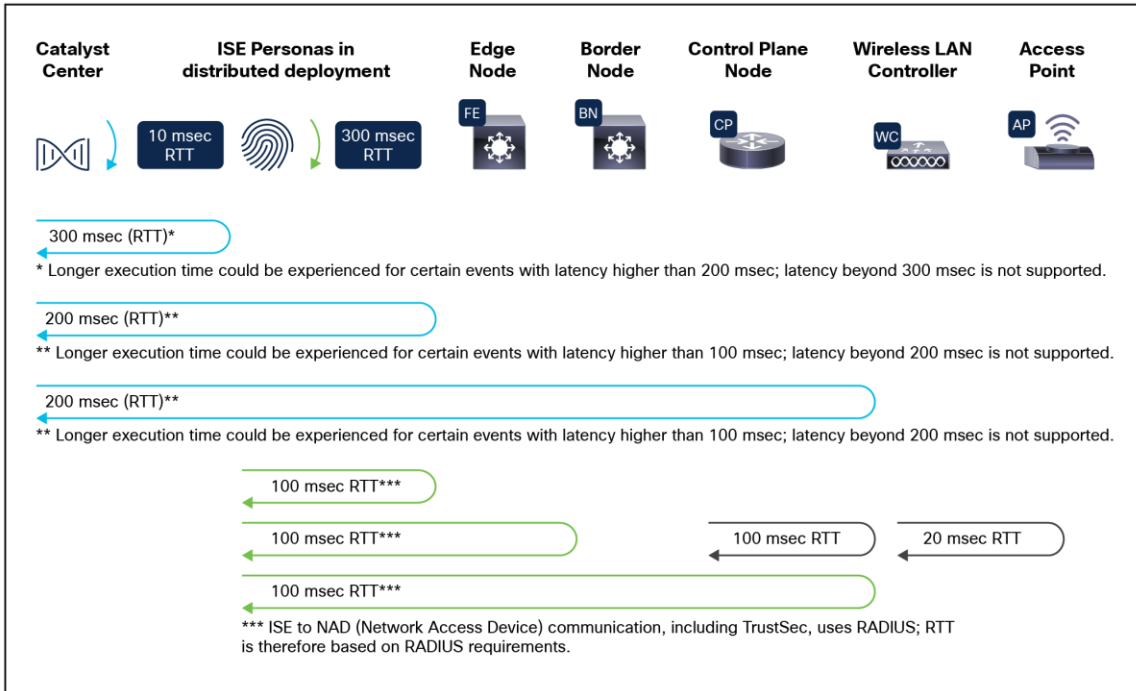 Catalyst
Center
ISE Personas in
distributed deployment
Edge
Node
Border
Node
Control Plane
Node
Wireless LAN
Controller
Access
Point
10 msec
RTT
300 msec
RTT
FE
BN
CP
WC
AP
300 msec (RTT)*
* Longer execution time could be experienced for certain events with latency higher than 200 msec; latency beyond 300 msec is not supported.
200 msec (RTT)**
** Longer execution time could be experienced for certain events with latency higher than 100 msec; latency beyond 200 msec is not supported.
200 msec (RTT)**
** Longer execution time could be experienced for certain events with latency higher than 100 msec; latency beyond 200 msec is not supported.
100 msec RTT***
100 msec RTT***
100 msec RTT
20 msec RTT
100 msec RTT***
*** ISE to NAD (Network Access Device) communication, including TrustSec, uses RADIUS; RTT
is therefore based on RADIUS requirements.